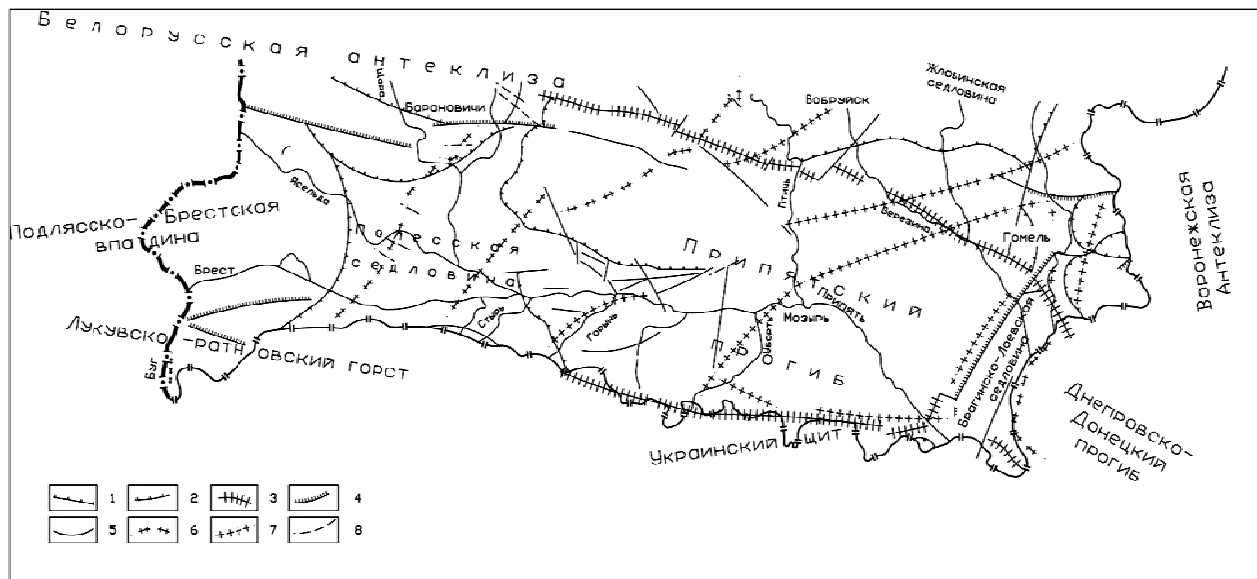 Белорусская антеклиза
Жлобинская
седловина
Барановичи
Бобруйск
Ясельда
Птичь
Подлясско-Брестская
впадина
Полесская
седловина
Березина
Гомель
Воронежская
Антеклиза
Брест
Припятский
прогиб
Стырь
Горынь
Уборть
Мозырь
Припять
Лукувско-ратновский горст
Буг
Брагинско-Лоевская
седловина
Украинский щит
Днепровско-
Донецкий
прогиб
1 2 3 4
5 6 7 8